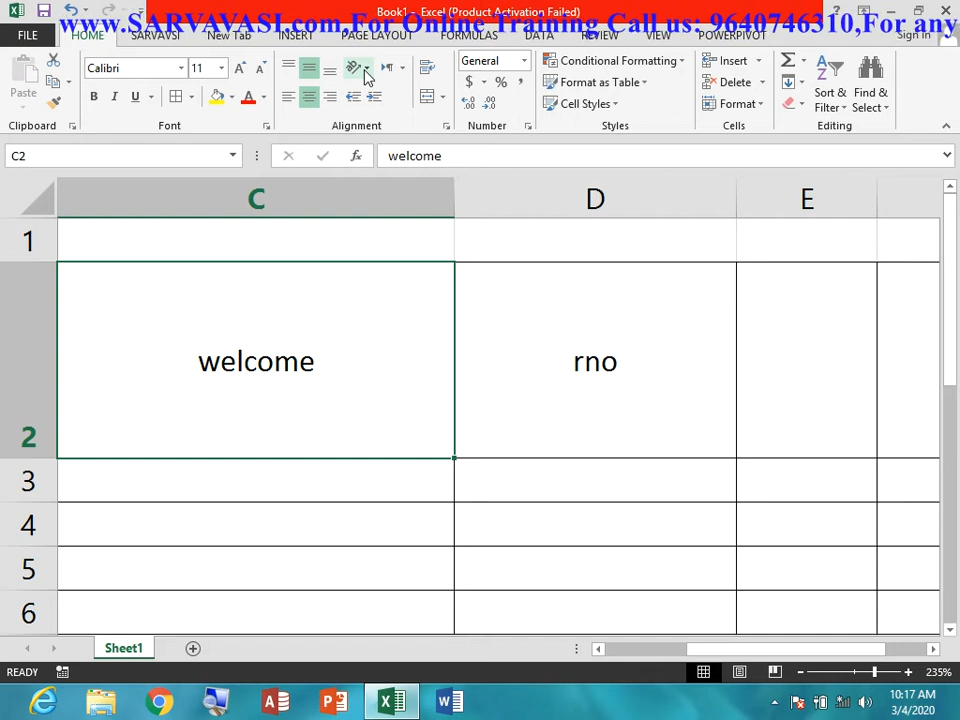 Book1 - Excel (Product Activation Failed)
www.SARVAVASI.com,For Online Training Call us: 9640746310,For any
Sign in
FILE HOME SARVAVASI New Tab INSERT PAGE LAYOUT FORMULAS DATA REVIEW VIEW POWERPIVOT
Paste
Calibri 11
B I U A
General
$ % ,
Conditional Formatting
Format as Table
Cell Styles
Insert
Delete
Format
Sort & Filter
Find & Select
Clipboard Font Alignment Number Styles Cells Editing
C2 fx welcome
C D E
1
2 welcome rno
3
4
5
6
Sheet1
READY 235%
10:17 AM
3/4/2020